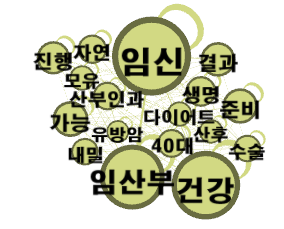 임신
자연
진행
결과
모유
생명
산부인과
준비
가능
다이어트
유방암
산후
40대
수술
내밀
임산부
건강